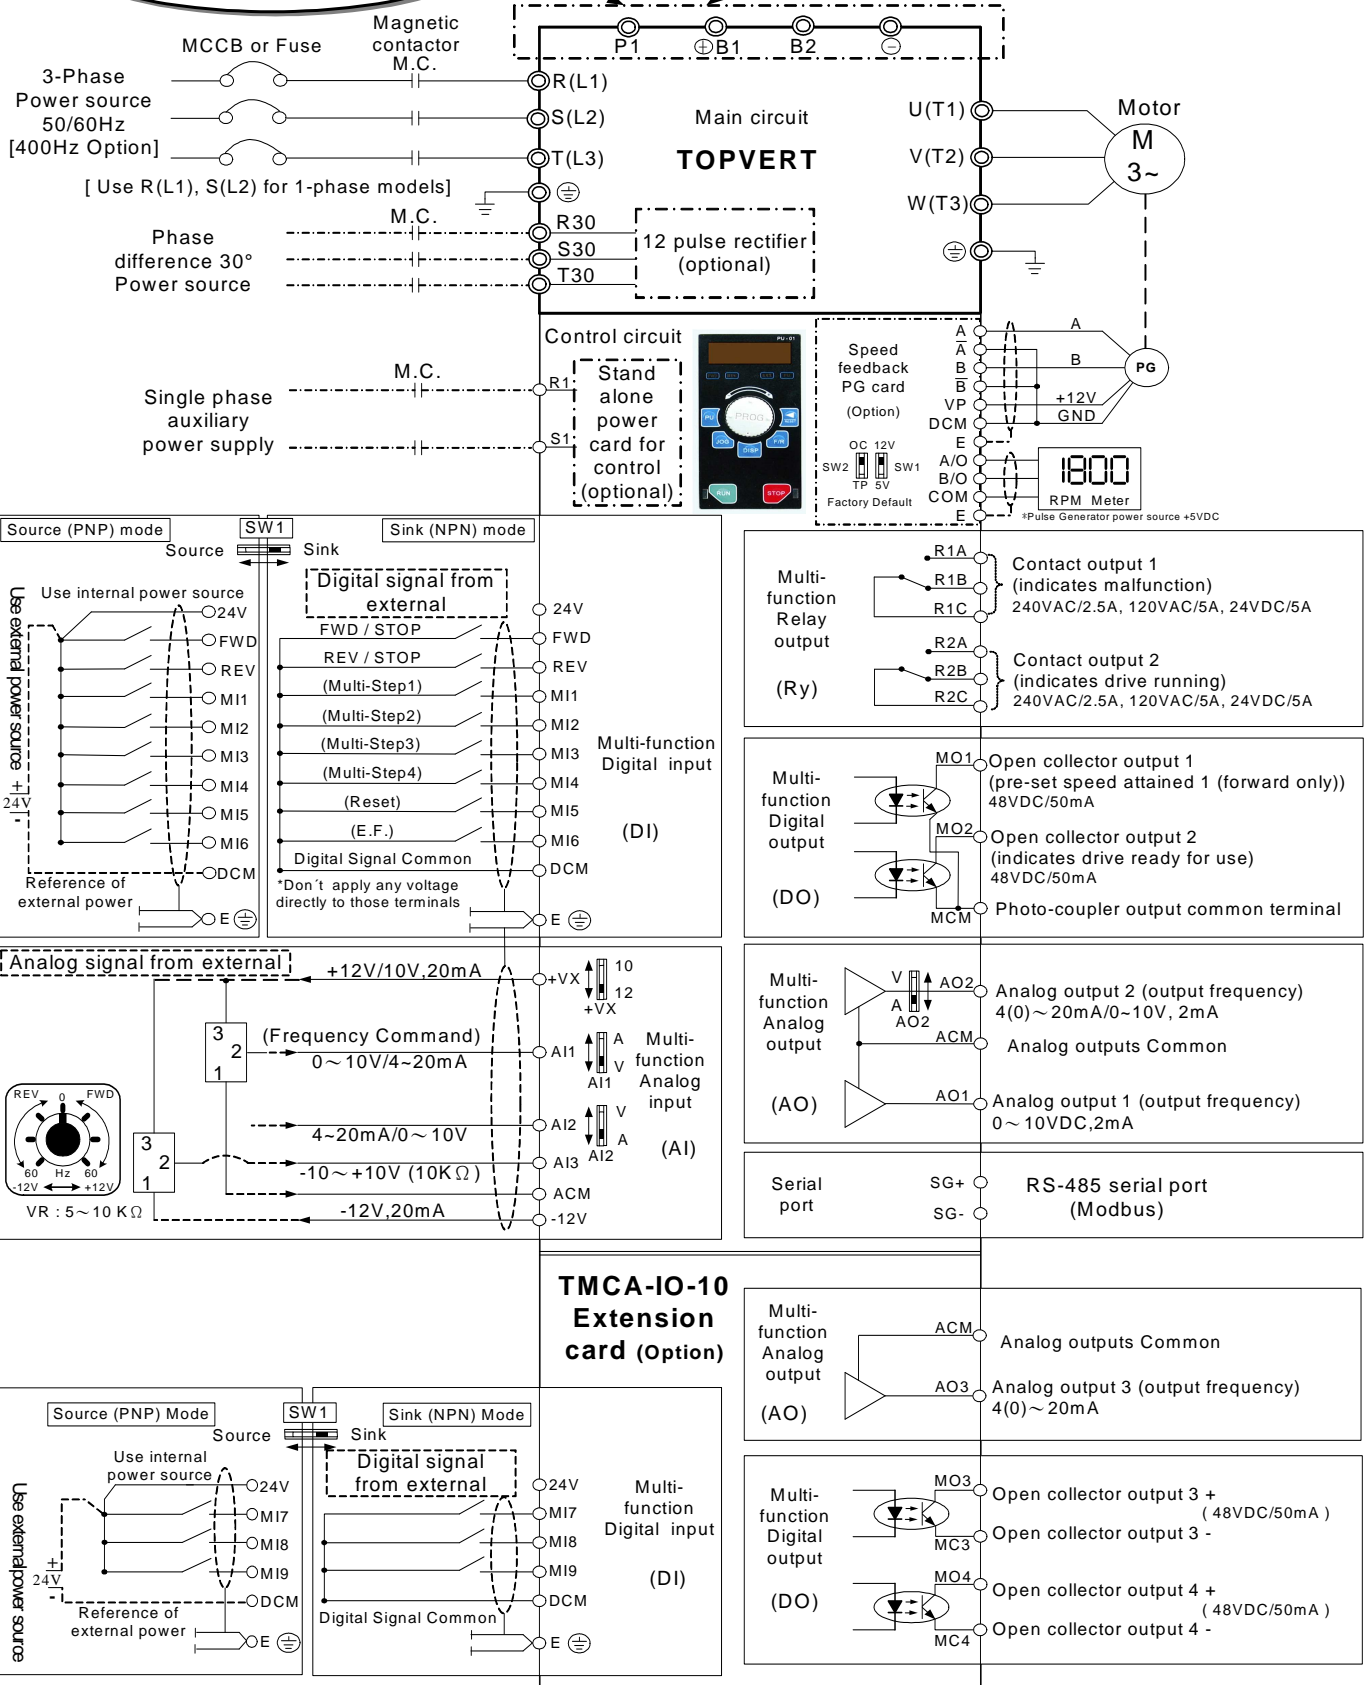 P1
⊕B1
B2
⊖
MCCB or Fuse
Magnetic
contactor
M.C.
3-Phase
Power source
50/60Hz
[400Hz Option]
R(L1)
S(L2)
T(L3)
[ Use R(L1), S(L2) for 1-phase models]
Main circuit
TOPVERT
U(T1)
V(T2)
W(T3)
Motor
M
3~
M.C.
Phase
difference 30°
Power source
R30
S30
T30
12 pulse rectifier
(optional)
Control circuit
M.C.
Single phase
auxiliary
power supply
R1
S1
Stand
alone
power
card for
control
(optional)
PU-01
PU
PROG
RESET
JOG
DISP
F/R
RUN
STOP
Speed
feedback
PG card
(Option)
OC 12V
SW2
SW1
TP 5V
Factory Default
A
A̅
B
B̅
VP
DCM
E
A/O
B/O
COM
E
A
B
+12V
GND
PG
1800
RPM Meter
*Pulse Generator power source +5VDC
Source (PNP) mode
SW1
Sink (NPN) mode
Source
Sink
Use internal power source
Use external power source
+
24V
-
24V
FWD
REV
MI1
MI2
MI3
MI4
MI5
MI6
DCM
Reference of
external power
E
Digital signal from
external
FWD / STOP
REV / STOP
(Multi-Step1)
(Multi-Step2)
(Multi-Step3)
(Multi-Step4)
(Reset)
(E.F.)
Digital Signal Common
*Don´t apply any voltage
directly to those terminals
24V
FWD
REV
MI1
MI2
MI3
MI4
MI5
MI6
DCM
E
Multi-function
Digital input
(DI)
Multi-
function
Relay
output
(Ry)
R1A
R1B
R1C
Contact output 1
(indicates malfunction)
240VAC/2.5A, 120VAC/5A, 24VDC/5A
R2A
R2B
R2C
Contact output 2
(indicates drive running)
240VAC/2.5A, 120VAC/5A, 24VDC/5A
Multi-
function
Digital
output
(DO)
MO1
Open collector output 1
(pre-set speed attained 1 (forward only))
48VDC/50mA
MO2
Open collector output 2
(indicates drive ready for use)
48VDC/50mA
MCM
Photo-coupler output common terminal
Analog signal from external
+12V/10V,20mA
+VX
10
12
+VX
3
2
1
(Frequency Command)
0～10V/4~20mA
AI1
A
V
AI1
Multi-
function
Analog
input
(AI)
REV
0
FWD
60
Hz
60
-12V
+12V
VR : 5～10 KΩ
3
2
1
4~20mA/0～10V
AI2
V
A
AI2
-10～+10V (10KΩ)
AI3
ACM
-12V,20mA
-12V
Multi-
function
Analog
output
(AO)
V
A
AO2
AO2
Analog output 2 (output frequency)
4(0)～20mA/0~10V, 2mA
ACM
Analog outputs Common
AO1
Analog output 1 (output frequency)
0～10VDC,2mA
Serial
port
SG+
SG-
RS-485 serial port
(Modbus)
TMCA-IO-10
Extension
card (Option)
Multi-
function
Analog
output
(AO)
ACM
Analog outputs Common
AO3
Analog output 3 (output frequency)
4(0)～20mA
Source (PNP) Mode
SW1
Sink (NPN) Mode
Source
Sink
Use internal
power source
Use external power source
+
24V
-
24V
MI7
MI8
MI9
DCM
Reference of
external power
E
Digital signal
from external
24V
MI7
MI8
MI9
DCM
Digital Signal Common
E
Multi-
function
Digital input
(DI)
Multi-
function
Digital
output
(DO)
MO3
Open collector output 3 +
( 48VDC/50mA )
MC3
Open collector output 3 -
MO4
Open collector output 4 +
( 48VDC/50mA )
MC4
Open collector output 4 -